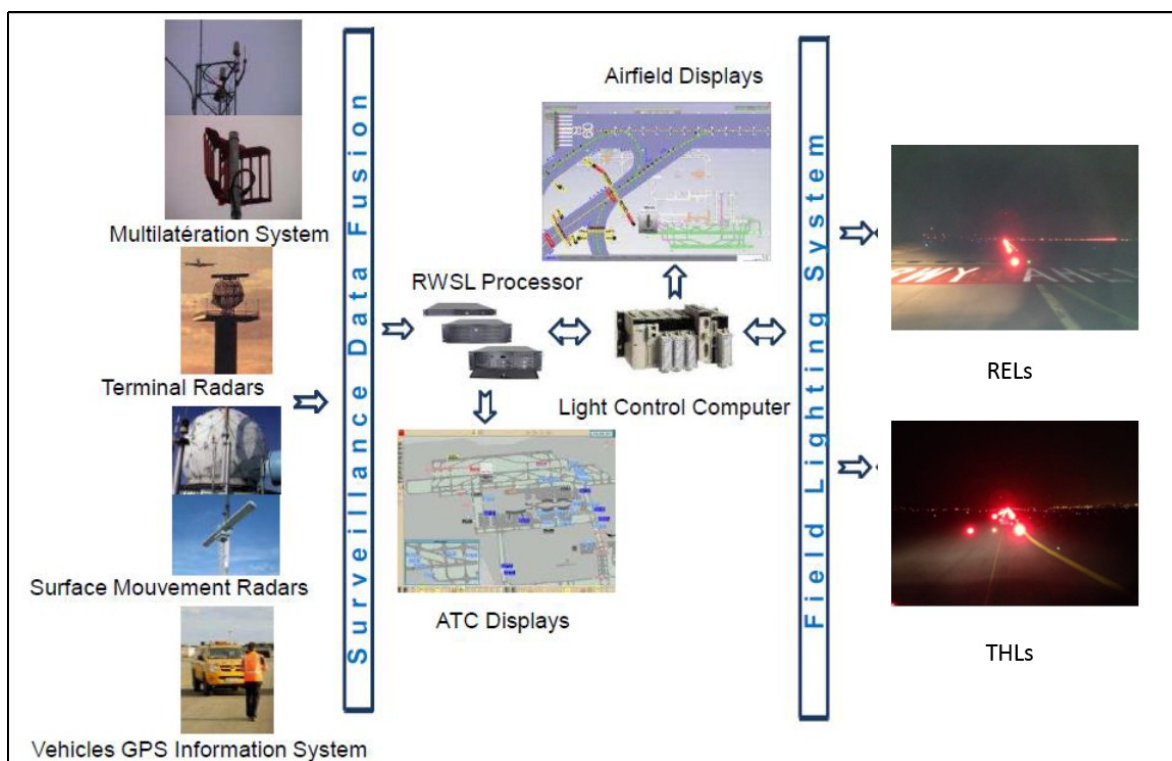 Multilatération System
Terminal Radars
Surface Mouvement Radars
Vehicles GPS Information System
Surveillance Data Fusion
Airfield Displays
RWSL Processor
Light Control Computer
ATC Displays
Field Lighting System
RELs
THLs